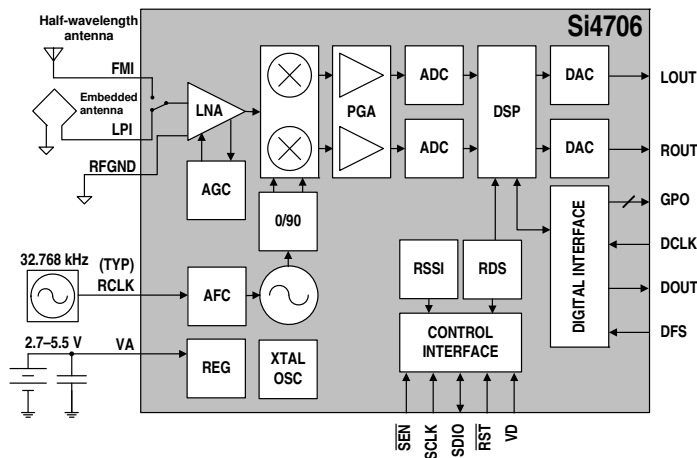 Half-wavelength
antenna
Si4706
FMI
Embedded
antenna
LPI
RFGND
LNA
AGC
0/90
PGA
ADC
ADC
DSP
DAC
DAC
LOUT
ROUT
GPO
DCLK
DOUT
DFS
DIGITAL INTERFACE
RSSI
RDS
CONTROL
INTERFACE
32.768 kHz
(TYP)
RCLK
AFC
2.7–5.5 V
VA
REG
XTAL
OSC
SEN
SCLK
SDIO
RST
VD